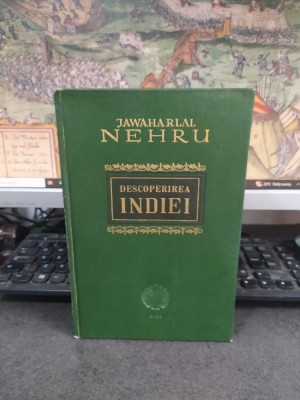 JAWAHARLAL
NEHRU
DESCOPERIREA
INDIEI